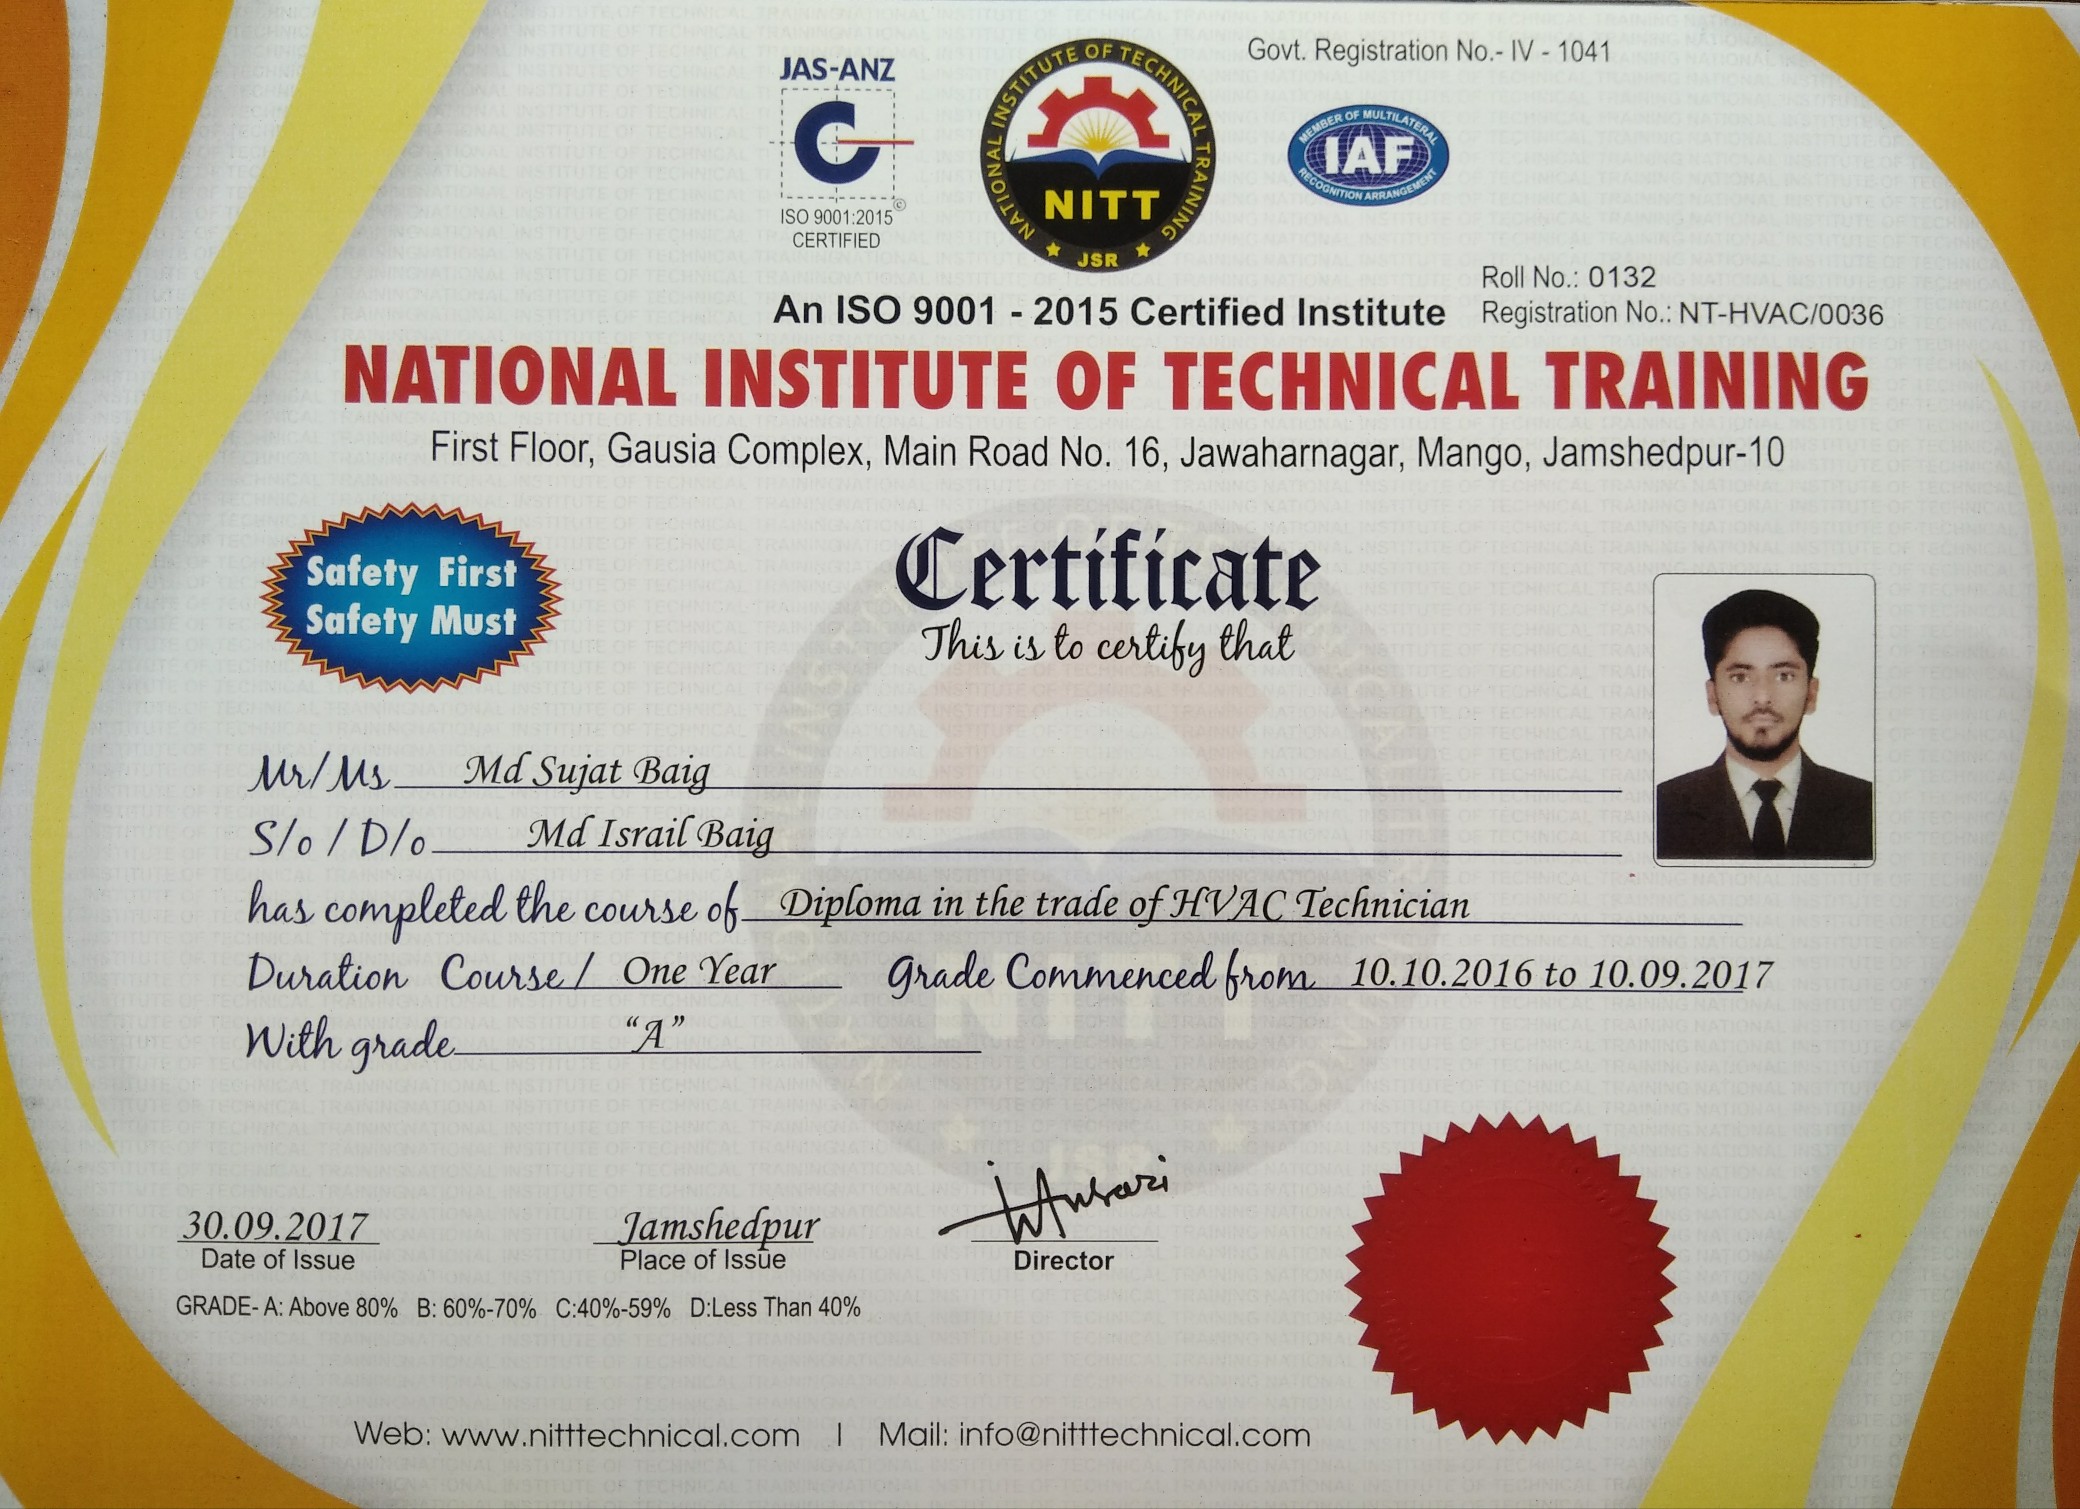 Govt. Registration No.- IV - 1041
JAS-ANZ
ISO 9001:2015 ©
CERTIFIED
NATIONAL INSTITUTE OF TECHNICAL TRAINING
NITT
JSR
MEMBER OF MULTILATERAL
IAF
RECOGNITION ARRANGEMENT
Roll No.: 0132
An ISO 9001 - 2015 Certified Institute
Registration No.: NT-HVAC/0036
NATIONAL INSTITUTE OF TECHNICAL TRAINING
First Floor, Gausia Complex, Main Road No. 16, Jawaharnagar, Mango, Jamshedpur-10
Safety First
Safety Must
Certificate
This is to certify that
Mr/Ms Md Sujat Baig
S/o / D/o Md Israil Baig
has completed the course of Diploma in the trade of HVAC Technician
Duration Course / One Year Grade Commenced from 10.10.2016 to 10.09.2017
With grade "A"
30.09.2017 Jamshedpur Ansari
Date of Issue Place of Issue Director
GRADE- A: Above 80% B: 60%-70% C:40%-59% D:Less Than 40%
Web: www.nitttechnical.com | Mail: info@nitttechnical.com